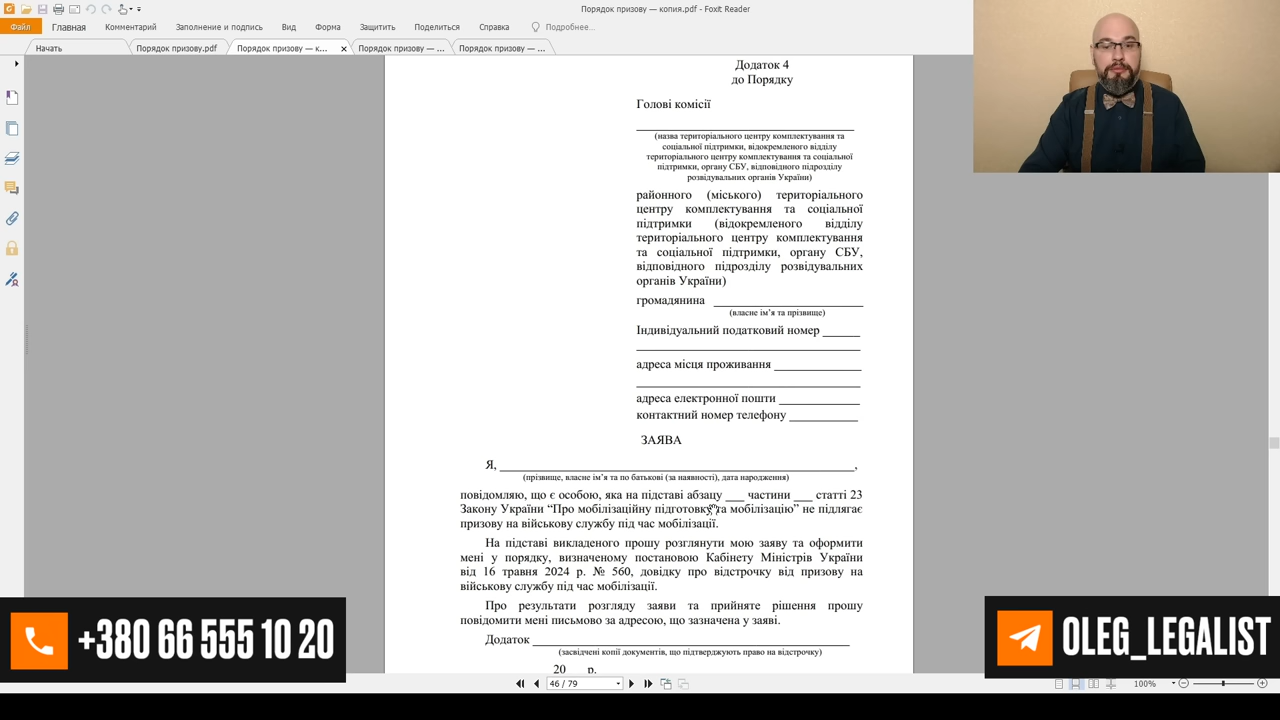 Порядок призову — копия.pdf - Foxit Reader
Файл Главная Комментарий Заполнение и подпись Вид Форма Защитить Поделиться Справка Подробнее...
Начать Порядок призову.pdf Порядок призову — к... Порядок призову — ... Порядок призову — ...
Додаток 4
до Порядку
Голові комісії
(назва територіального центру комплектування та
соціальної підтримки, відокремленого відділу
територіального центру комплектування та соціальної
підтримки, органу СБУ, відповідного підрозділу
розвідувальних органів України)
районного (міського) територіального
центру комплектування та соціальної
підтримки (відокремленого відділу
територіального центру комплектування
та соціальної підтримки, органу СБУ,
відповідного підрозділу розвідувальних
органів України)
громадянина ____
(власне ім’я та прізвище)
Індивідуальний податковий номер ____
адреса місця проживання ____
адреса електронної пошти ____
контактний номер телефону ____
ЗАЯВА
Я, ____,
(прізвище, власне ім’я та по батькові (за наявності), дата народження)
повідомляю, що є особою, яка на підставі абзацу ___ частини ___ статті 23
Закону України “Про мобілізаційну підготовку та мобілізацію” не підлягає
призову на військову службу під час мобілізації.
На підставі викладеного прошу розглянути мою заяву та оформити
мені у порядку, визначеному постановою Кабінету Міністрів України
від 16 травня 2024 р. № 560, довідку про відстрочку від призову на
військову службу під час мобілізації.
Про результати розгляду заяви та прийняте рішення прошу
повідомити мені письмово за адресою, що зазначена у заяві.
Додаток ____
(засвідчені копії документів, що підтверджують право на відстрочку)
20 р.
+380 66 555 10 20
OLEG_LEGALIST
46 / 79
100%